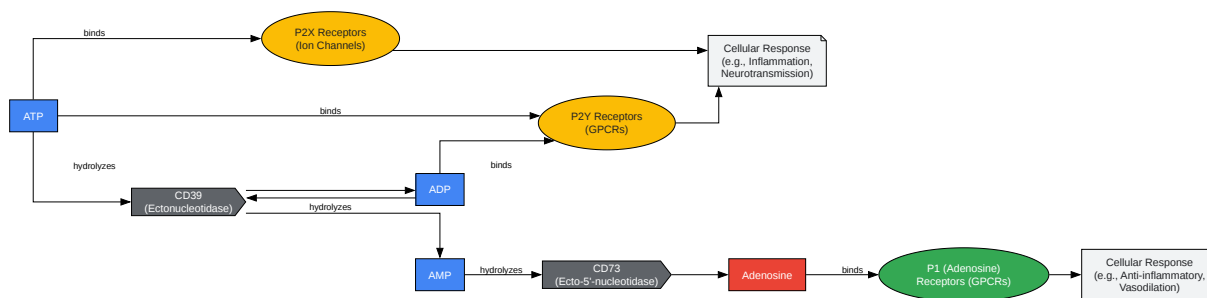 binds
P2X Receptors
(Ion Channels)
Cellular Response
(e.g., Inflammation,
Neurotransmission)
ATP
binds
P2Y Receptors
(GPCRs)
hydrolyzes
binds
CD39
(Ectonucleotidase)
ADP
hydrolyzes
AMP
hydrolyzes
CD73
(Ecto-5'-nucleotidase)
Adenosine
binds
P1 (Adenosine)
Receptors (GPCRs)
Cellular Response
(e.g., Anti-inflammatory,
Vasodilation)